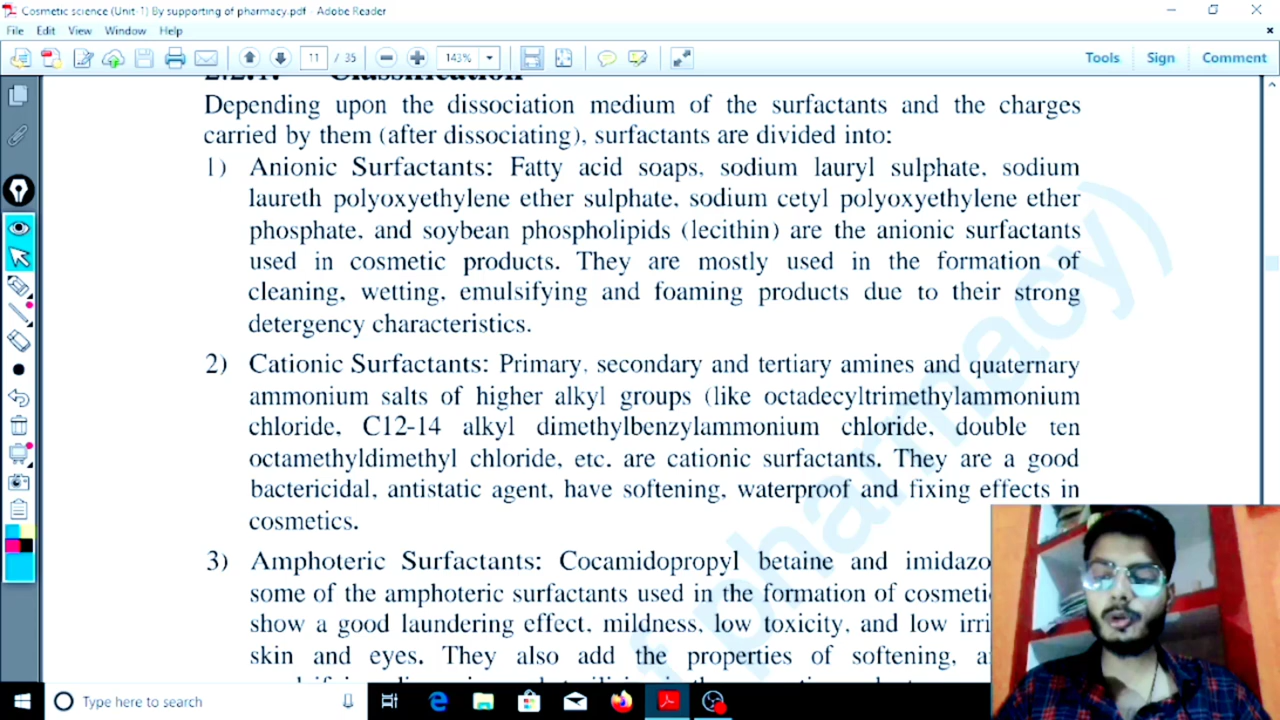 Cosmetic science (Unit-1) By supporting of pharmacy.pdf - Adobe Reader
File Edit View Window Help
11 / 35 143% Tools Sign Comment
2.2.1. Classification
Depending upon the dissociation medium of the surfactants and the charges
carried by them (after dissociating), surfactants are divided into:
1) Anionic Surfactants: Fatty acid soaps, sodium lauryl sulphate, sodium
laureth polyoxyethylene ether sulphate, sodium cetyl polyoxyethylene ether
phosphate, and soybean phospholipids (lecithin) are the anionic surfactants
used in cosmetic products. They are mostly used in the formation of
cleaning, wetting, emulsifying and foaming products due to their strong
detergency characteristics.
2) Cationic Surfactants: Primary, secondary and tertiary amines and quaternary
ammonium salts of higher alkyl groups (like octadecyltrimethylammonium
chloride, C12-14 alkyl dimethylbenzylammonium chloride, double ten
octamethyldimethyl chloride, etc. are cationic surfactants. They are a good
bactericidal, antistatic agent, have softening, waterproof and fixing effects in
cosmetics.
3) Amphoteric Surfactants: Cocamidopropyl betaine and imidazo
some of the amphoteric surfactants used in the formation of cosmeti
show a good laundering effect, mildness, low toxicity, and low irri
skin and eyes. They also add the properties of softening, a
f pharmacy)
Type here to search